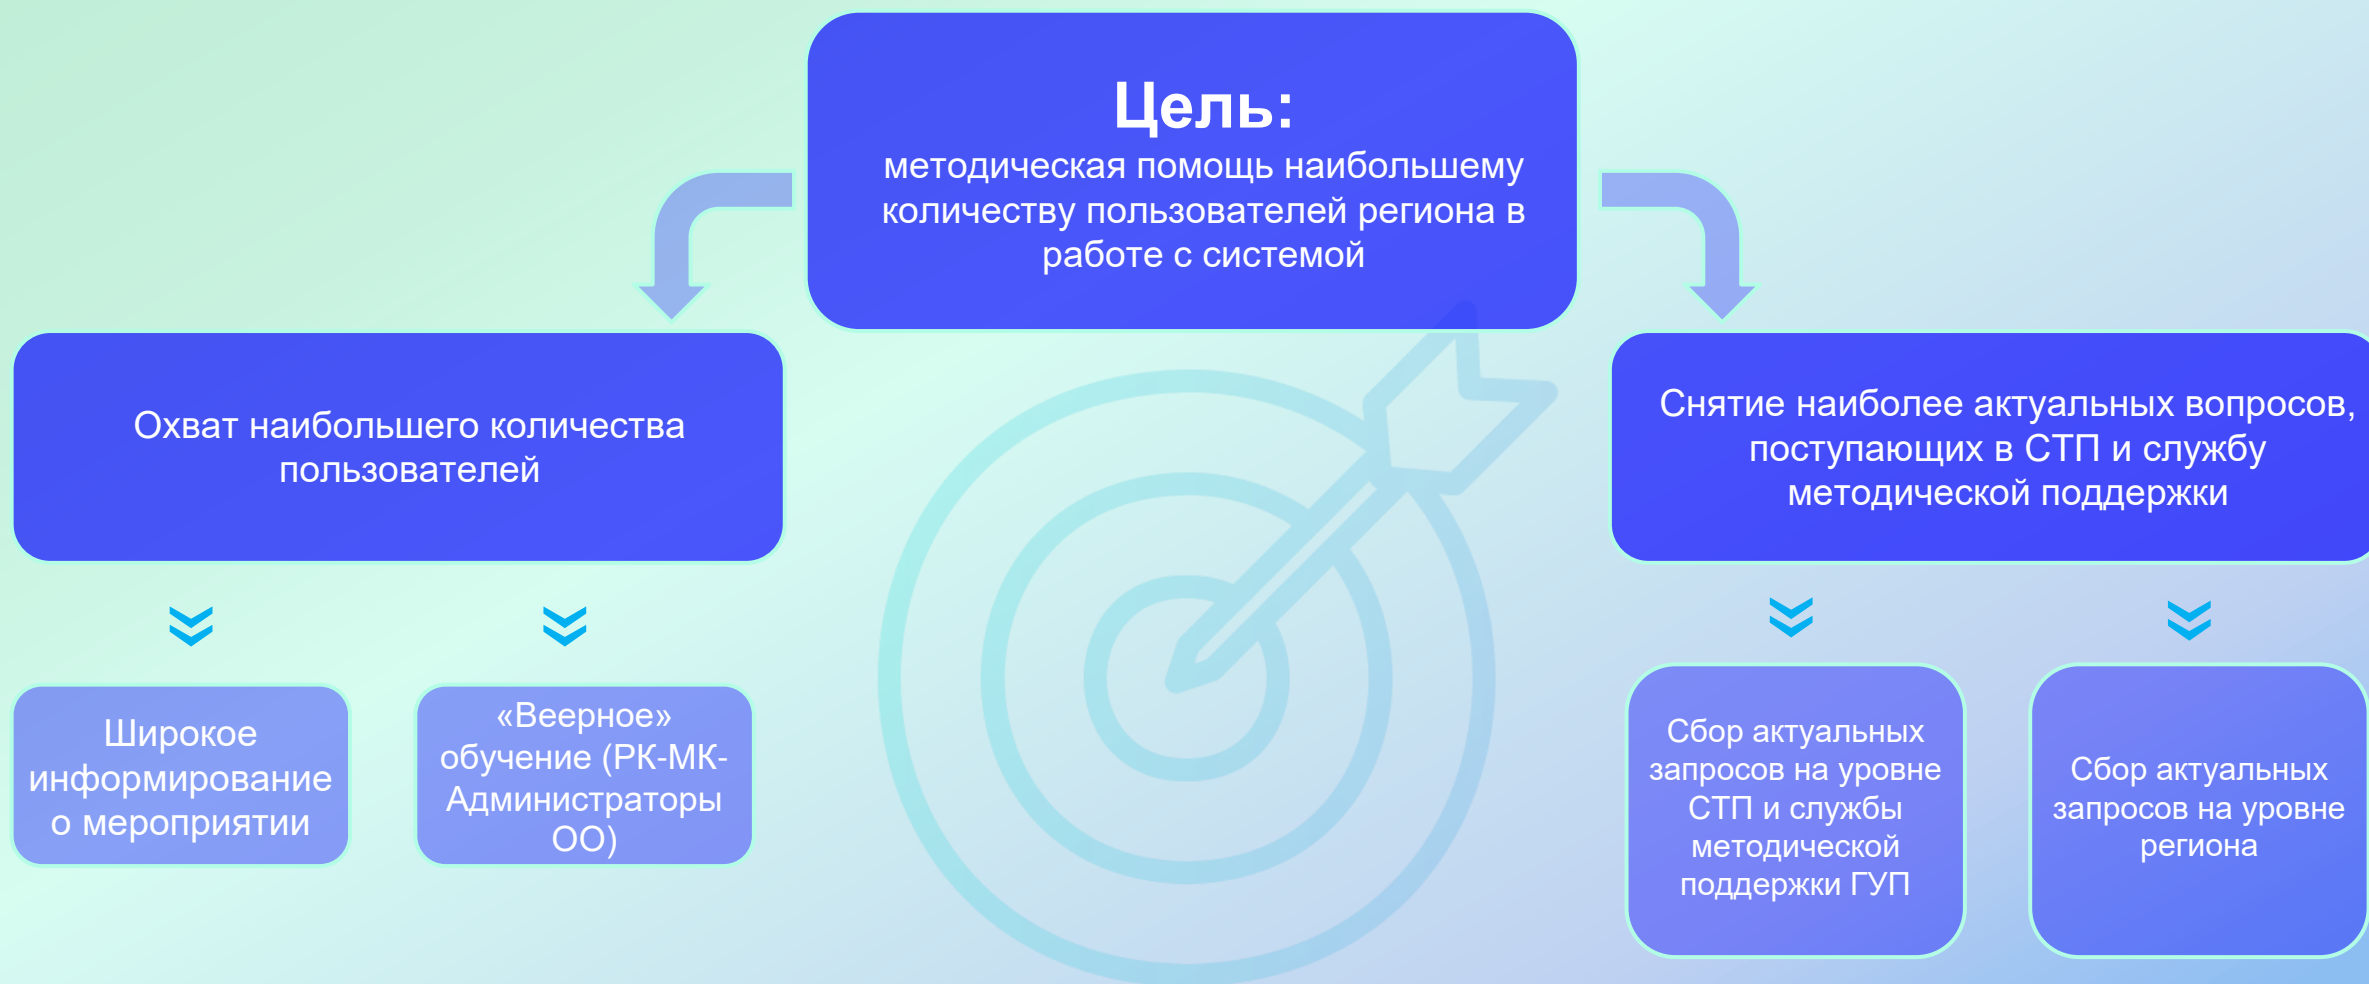 Цель:
методическая помощь наибольшему
количеству пользователей региона в
работе с системой
Охват наибольшего количества
пользователей
Снятие наиболее актуальных вопросов,
поступающих в СТП и службу
методической поддержки
Широкое
информирование
о мероприятии
«Веерное»
обучение (РК-МК-
Администраторы
ОО)
Сбор актуальных
запросов на уровне
СТП и службы
методической
поддержки ГУП
Сбор актуальных
запросов на уровне
региона